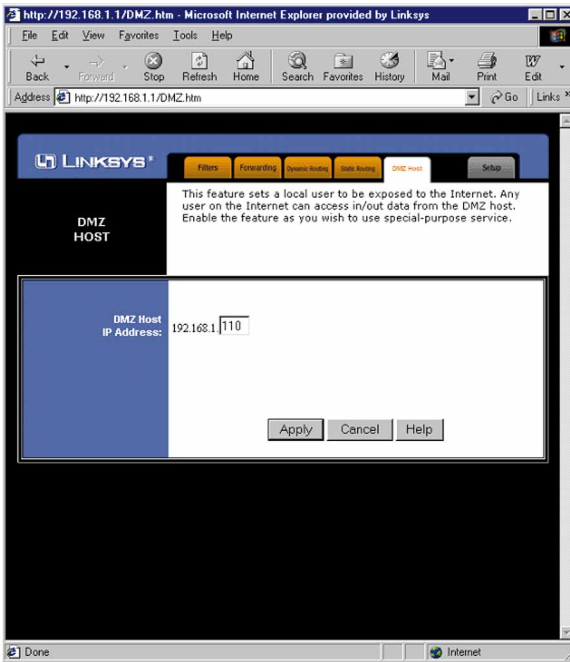 http://192.168.1.1/DMZ.htm - Microsoft Internet Explorer provided by Linksys
File Edit View Favorites Tools Help
Back Forward Stop Refresh Home Search Favorites History Mail Print Edit
Address http://192.168.1.1/DMZ.htm Go Links »
LINKSYS®
Filters Forwarding Dynamic Routing Static Routing DMZ Host Setup
DMZ
HOST
This feature sets a local user to be exposed to the Internet. Any
user on the Internet can access in/out data from the DMZ host.
Enable the feature as you wish to use special-purpose service.
DMZ Host
IP Address: 192.168.1.110
Apply Cancel Help
Done Internet